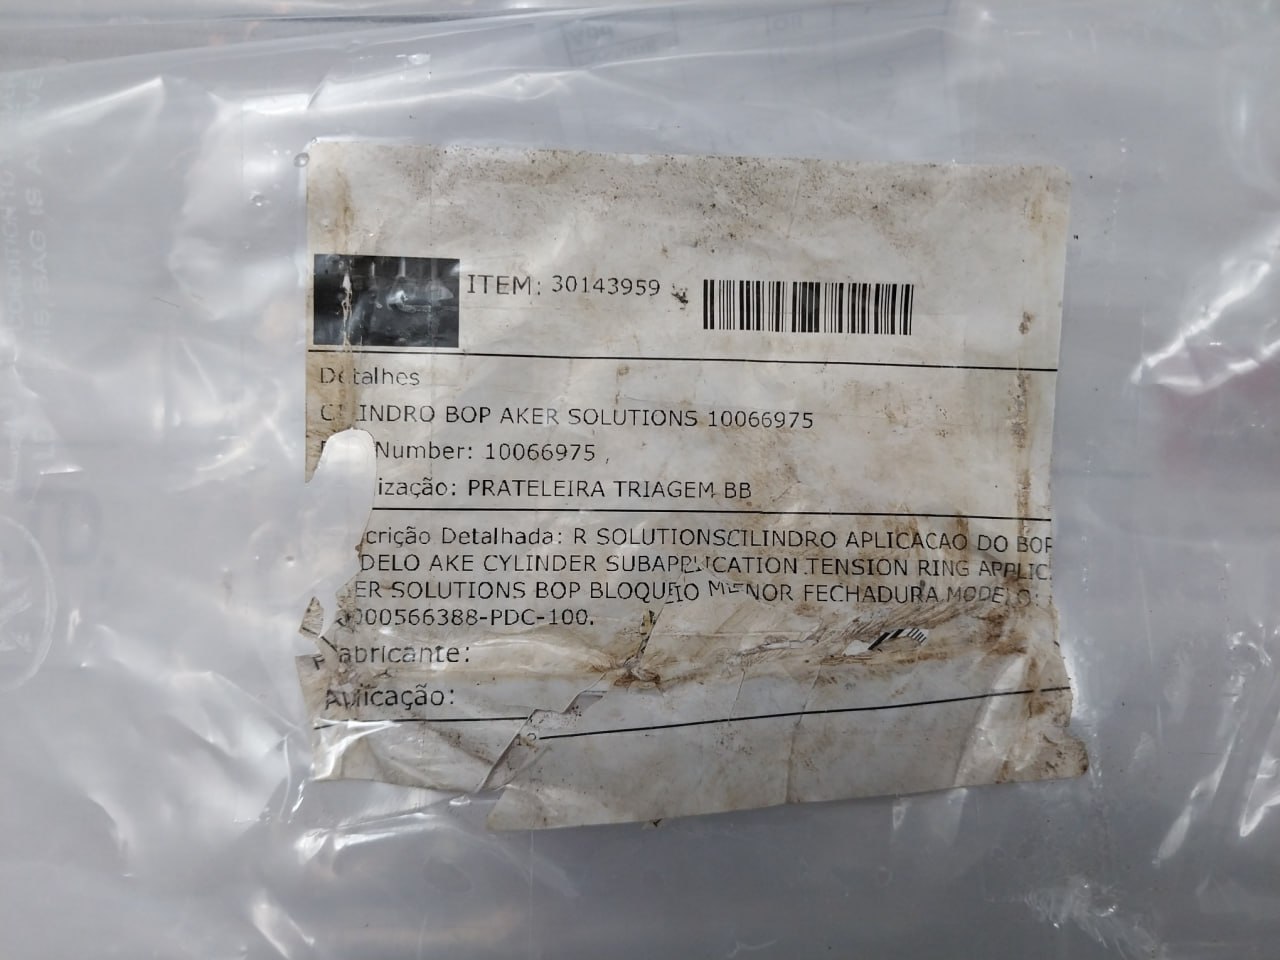 ITEM: 30143959
Detalhes
CILINDRO BOP AKER SOLUTIONS 10066975
Number: 10066975
ização: PRATELEIRA TRIAGEM BB
crição Detalhada: R SOLUTIONSCILINDRO APLICACAO DO BOP
DELO AKE CYLINDER SUBAPPLICATION TENSION RING APPLIC
ER SOLUTIONS BOP BLOQUEIO MENOR FECHADURA MODELO:
000566388-PDC-100.
Fabricante:
Aplicação: